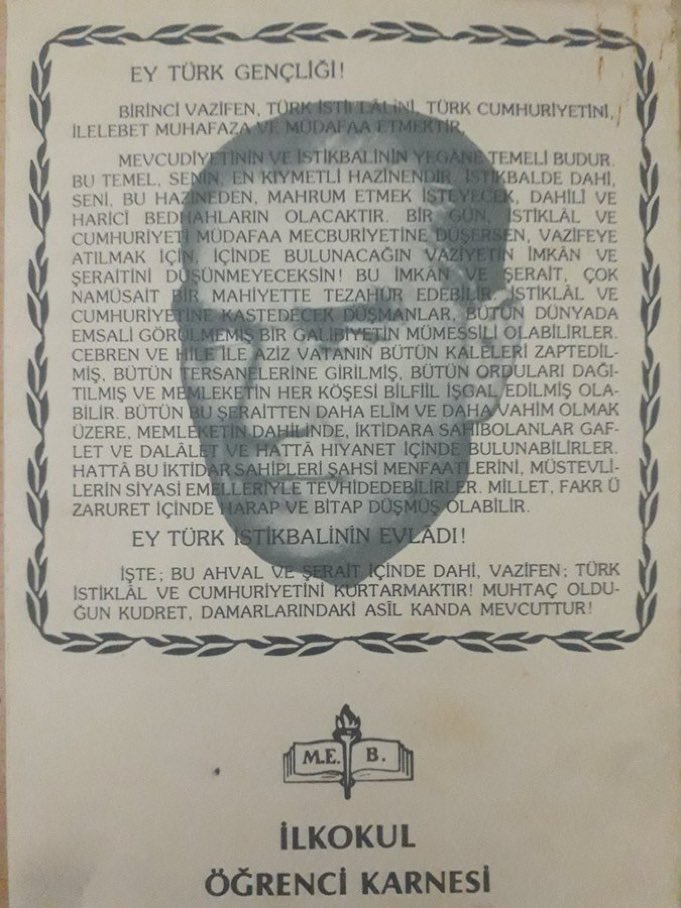 EY TÜRK GENÇLİĞİ!
BİRİNCİ VAZİFEN, TÜRK İSTİKLÂLİNİ, TÜRK CUMHURİYETİNİ,
İLELEBET MUHAFAZA VE MÜDAFAA ETMEKTİR.
MEVCUDİYETİNİN VE İSTİKBALİNİN YEGÂNE TEMELİ BUDUR.
BU TEMEL, SENİN, EN KIYMETLİ HAZİNENDİR. İSTİKBALDE DAHİ,
SENİ, BU HAZİNEDEN, MAHRUM ETMEK İSTEYECEK, DAHİLİ VE
HARİCİ BEDHAHLARIN OLACAKTIR. BİR GÜN, İSTİKLÂL VE
CUMHURİYETİ MÜDAFAA MECBURİYETİNE DÜŞERSEN, VAZİFEYE
ATILMAK İÇİN, İÇİNDE BULUNACAĞIN VAZİYETİN İMKÂN VE
ŞERAİTİNİ DÜŞÜNMEYECEKSİN! BU İMKÂN VE ŞERAİT, ÇOK
NAMÜSAİT BİR MAHİYETTE TEZAHÜR EDEBİLİR. İSTİKLÂL VE
CUMHURİYETİNE KASTEDECEK DÜŞMANLAR, BÜTÜN DÜNYADA
EMSALİ GÖRÜLMEMİŞ BİR GALİBİYETİN MÜMESSİLİ OLABİLİRLER.
CEBREN VE HİLE İLE AZİZ VATANIN BÜTÜN KALELERİ ZAPTEDİL-
MİŞ, BÜTÜN TERSANELERİNE GİRİLMİŞ, BÜTÜN ORDULARI DAĞI-
TILMIŞ VE MEMLEKETİN HER KÖŞESİ BİLFİİL İŞGAL EDİLMİŞ OLA-
BİLİR. BÜTÜN BU ŞERAİTTEN DAHA ELİM VE DAHA VAHİM OLMAK
ÜZERE, MEMLEKETİN DAHİLİNDE, İKTİDARA SAHİBOLANLAR GAF-
LET VE DALÂLET VE HATTÂ HIYANET İÇİNDE BULUNABİLİRLER.
HATTÂ BU İKTİDAR SAHİPLERİ ŞAHSİ MENFAATLERİNİ, MÜSTEVLİ-
LERİN SİYASİ EMELLERİYLE TEVHİDEDEBİLİRLER. MİLLET, FAKR Ü
ZARURET İÇİNDE HARAP VE BİTAP DÜŞMÜŞ OLABİLİR.
EY TÜRK İSTİKBALİNİN EVLÂDI!
İŞTE; BU AHVAL VE ŞERAİT İÇİNDE DAHİ, VAZİFEN; TÜRK
İSTİKLÂL VE CUMHURİYETİNİ KURTARMAKTIR! MUHTAÇ OLDU-
ĞUN KUDRET, DAMARLARINDAKİ ASİL KANDA MEVCUTTUR!
M.E. B.
İLKOKUL
ÖĞRENCİ KARNESİ